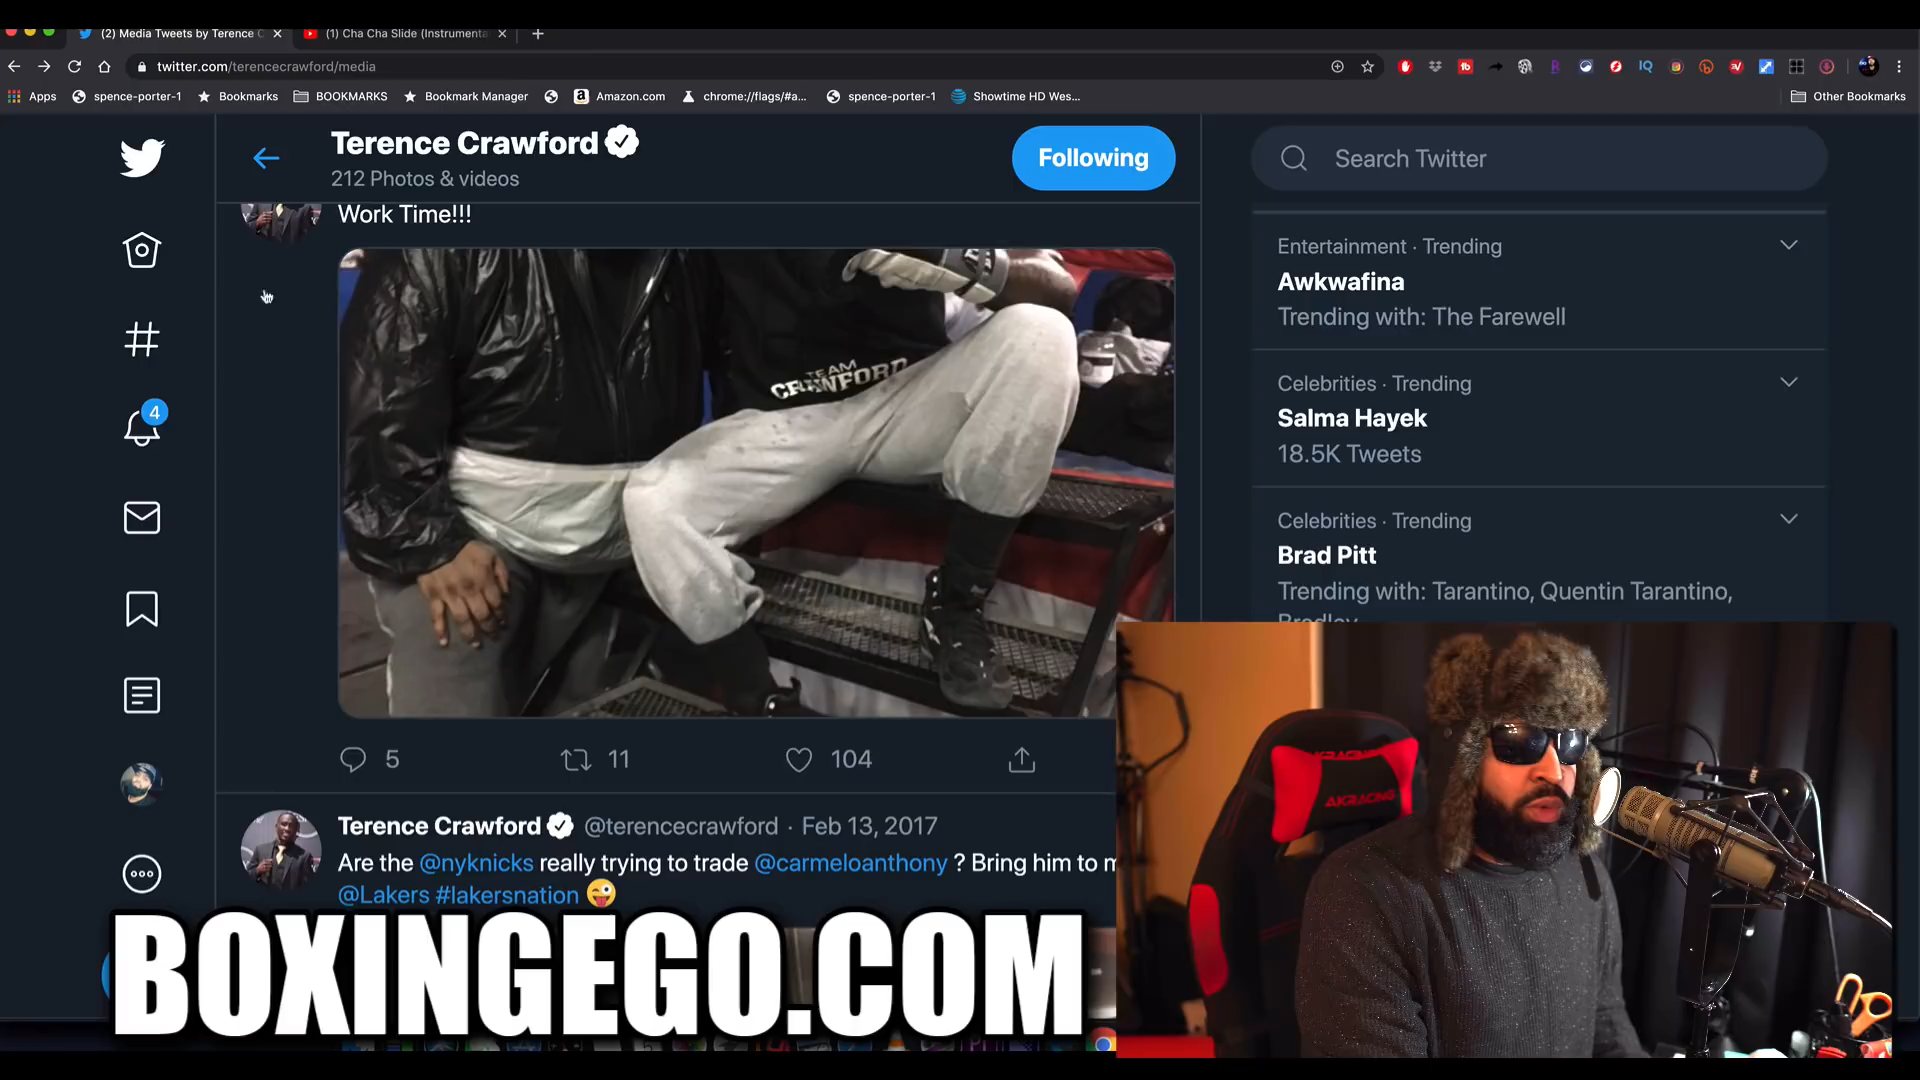 (2) Media Tweets by Terence C
(1) Cha Cha Slide (Instrumenta
twitter.com/terencecrawford/media
Apps
spence-porter-1
Bookmarks
BOOKMARKS
Bookmark Manager
Amazon.com
chrome://flags/#a...
spence-porter-1
Showtime HD Wes...
Other Bookmarks
Terence Crawford
212 Photos & videos
Following
Search Twitter
Work Time!!!
TEAM
CRAWFORD
4
5
11
104
Terence Crawford @terencecrawford · Feb 13, 2017
Are the @nyknicks really trying to trade @carmeloanthony ? Bring him to m
@Lakers #lakersnation
Entertainment · Trending
Awkwafina
Trending with: The Farewell
Celebrities · Trending
Salma Hayek
18.5K Tweets
Celebrities · Trending
Brad Pitt
Trending with: Tarantino, Quentin Tarantino,
Bradley
AKRACING
BOXINGEGO.COM